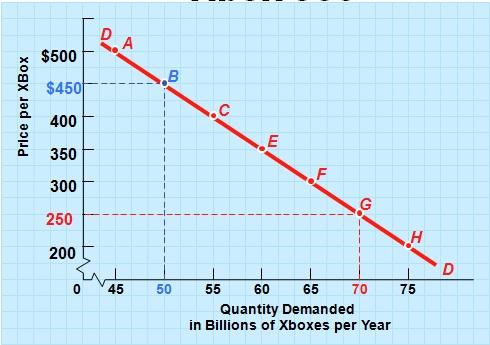 D
A
$500
B
$450
C
400
E
350
F
300
G
250
H
200
D
Price per XBox
0 45 50 55 60 65 70 75
Quantity Demanded
in Billions of Xboxes per Year